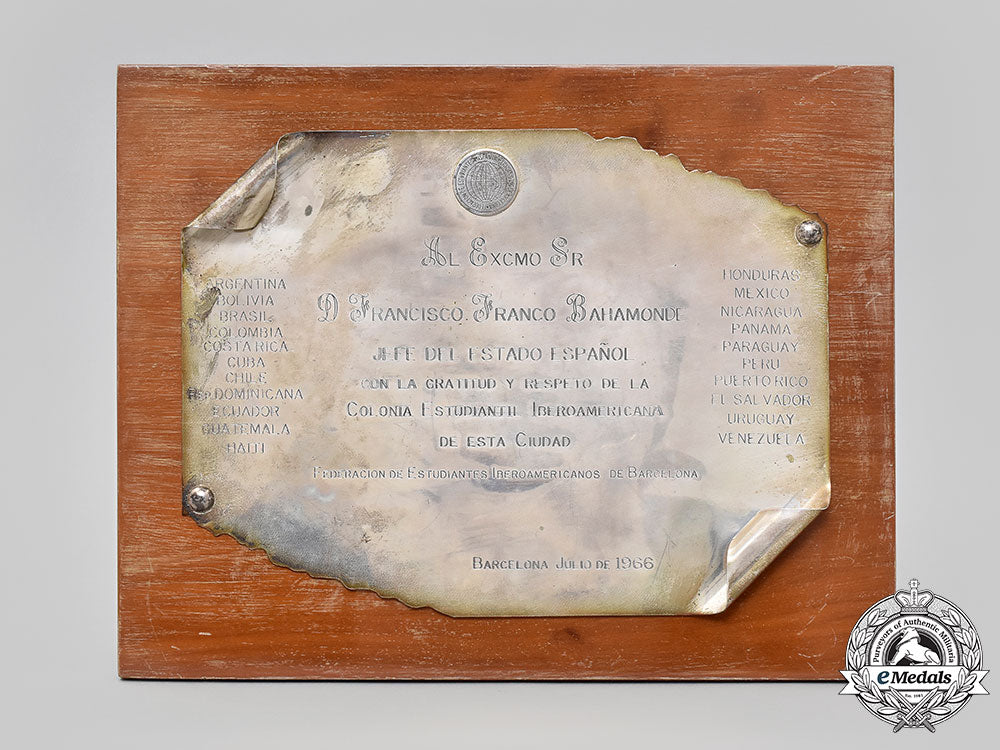 AL EXCMO SR
D FRANCISCO. FRANCO BAHAMONDE
JEFE DEL ESTADO ESPAÑOL
CON LA GRATITUD Y RESPETO DE LA
COLONIA ESTUDIANTIL IBEROAMERICANA
DE ESTA CIUDAD
FEDERACION DE ESTUDIANTES IBEROAMERICANOS DE BARCELONA
BARCELONA JULIO DE 1966
ARGENTINA
BOLIVIA
BRASIL
COLOMBIA
COSTA RICA
CUBA
CHILE
REP. DOMINICANA
ECUADOR
GUATEMALA
HAITI
HONDURAS
MEXICO
NICARAGUA
PANAMA
PARAGUAY
PERU
PUERTO RICO
EL SALVADOR
URUGUAY
VENEZUELA
Purveyors of Authentic Militaria
eMedals
Est. 1985